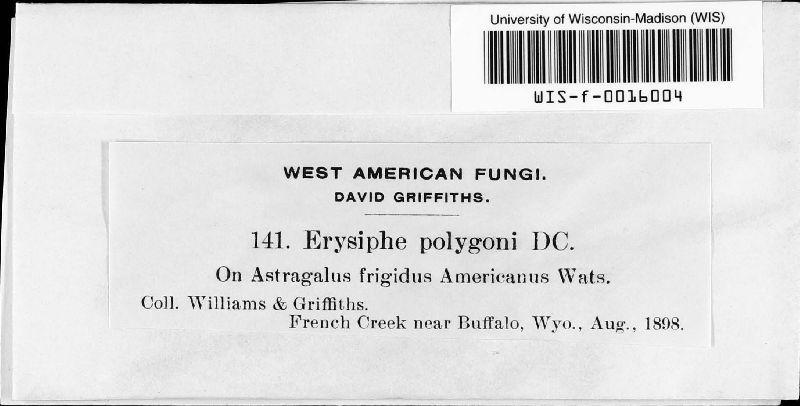 University of Wisconsin-Madison (WIS)
WIS-f-0016004
WEST AMERICAN FUNGI.
DAVID GRIFFITHS.
141. Erysiphe polygoni DC.
On Astragalus frigidus Americanus Wats.
Coll. Williams & Griffiths.
French Creek near Buffalo, Wyo., Aug., 1898.